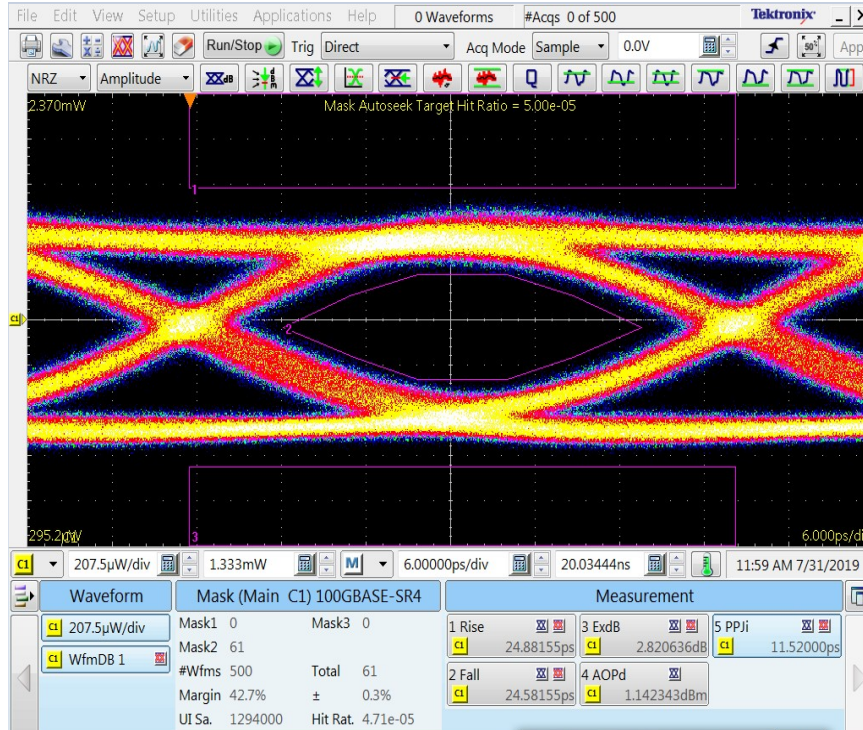 File Edit View Setup Utilities Applications Help 0 Waveforms #Acqs 0 of 500 Tektronix
Run/Stop Trig Direct Acq Mode Sample 0.0V 50% App
NRZ Amplitude dB dBm Q
2.370mW Mask Autoseek Target Hit Ratio = 5.00e-05
1
C1
2
3
-295.2µW 6.000ps/di
C1 207.5µW/div 1.333mW M 6.00000ps/div 20.03444ns 11:59 AM 7/31/2019
Waveform Mask (Main C1) 100GBASE-SR4 Measurement
C1 207.5µW/div Mask1 0 Mask3 0 1 Rise 3 ExdB 5 PPJi
C1 24.88155ps C1 2.820636dB C1 11.52000ps
C1 WfmDB 1 Mask2 61
#Wfms 500 Total 61 2 Fall 4 AOPd
Margin 42.7% ± 0.3% C1 24.58155ps C1 1.142343dBm
UI Sa. 1294000 Hit Rat. 4.71e-05